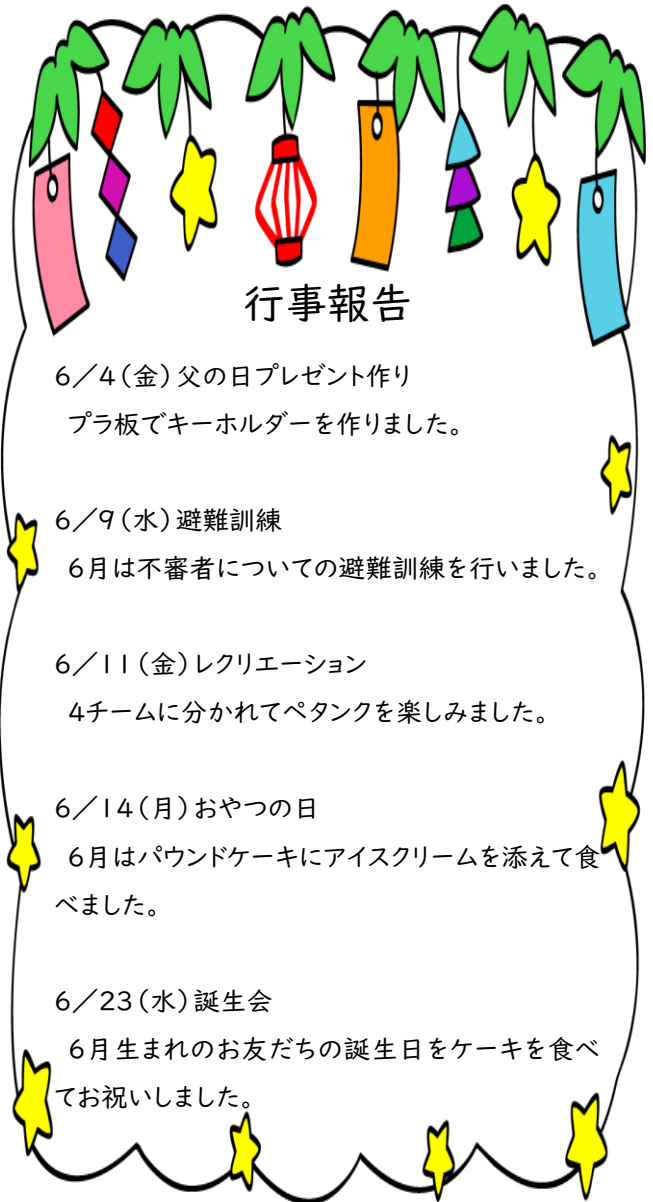 行事報告
6／4（金）父の日プレゼント作り
プラ板でキーホルダーを作りました。
6／9（水）避難訓練
6月は不審者についての避難訓練を行いました。
6／11（金）レクリエーション
4チームに分かれてペタンクを楽しみました。
6／14（月）おやつの日
6月はパウンドケーキにアイスクリームを添えて食
べました。
6／23（水）誕生会
6月生まれのお友だちの誕生日をケーキを食べ
てお祝いしました。